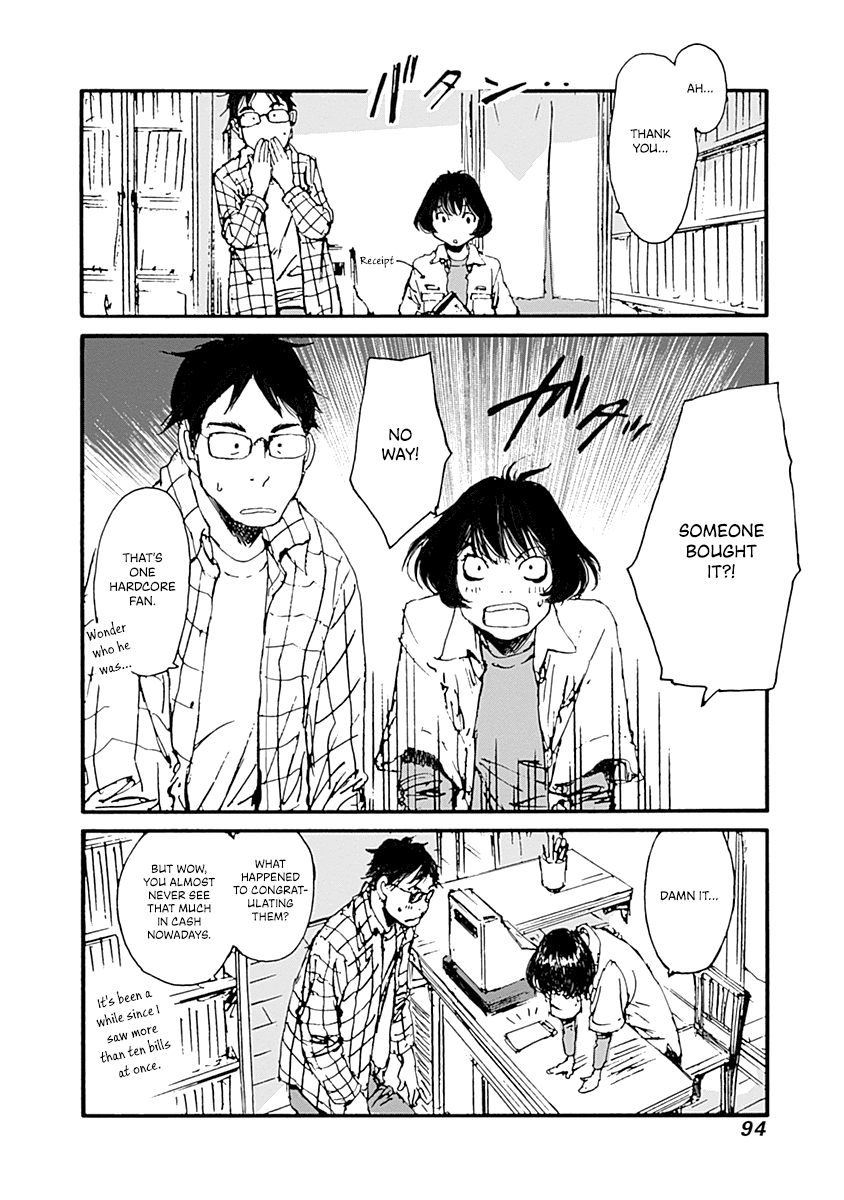 バタン‥
AH...
THANK
YOU...
Receipt
ガタッ
SOMEONE
BOUGHT
IT?!
NO
WAY!
THAT'S
ONE
HARDCORE
FAN.
Wonder
who he
was...
DAMN IT...
WHAT
HAPPENED
TO CONGRAT-
ULATING
THEM?
BUT WOW,
YOU ALMOST
NEVER SEE
THAT MUCH
IN CASH
NOWADAYS.
It's been a
while since I
saw more
than ten bills
at once.
94